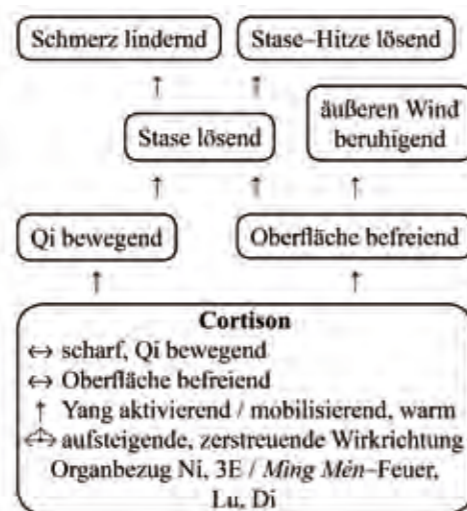 Schmerz lindernd
Stase–Hitze lösend
↑ ↑
äußeren Wind
beruhigend
Stase lösend
↑ ↑ ↑
Qi bewegend
Oberfläche befreiend
↑ ↑
Cortison
↔ scharf, Qi bewegend
↔ Oberfläche befreiend
↑ Yang aktivierend / mobilisierend, warm
aufsteigende, zerstreuende Wirkrichtung
Organbezug Ni, 3E / Ming Mén–Feuer,
Lu, Di